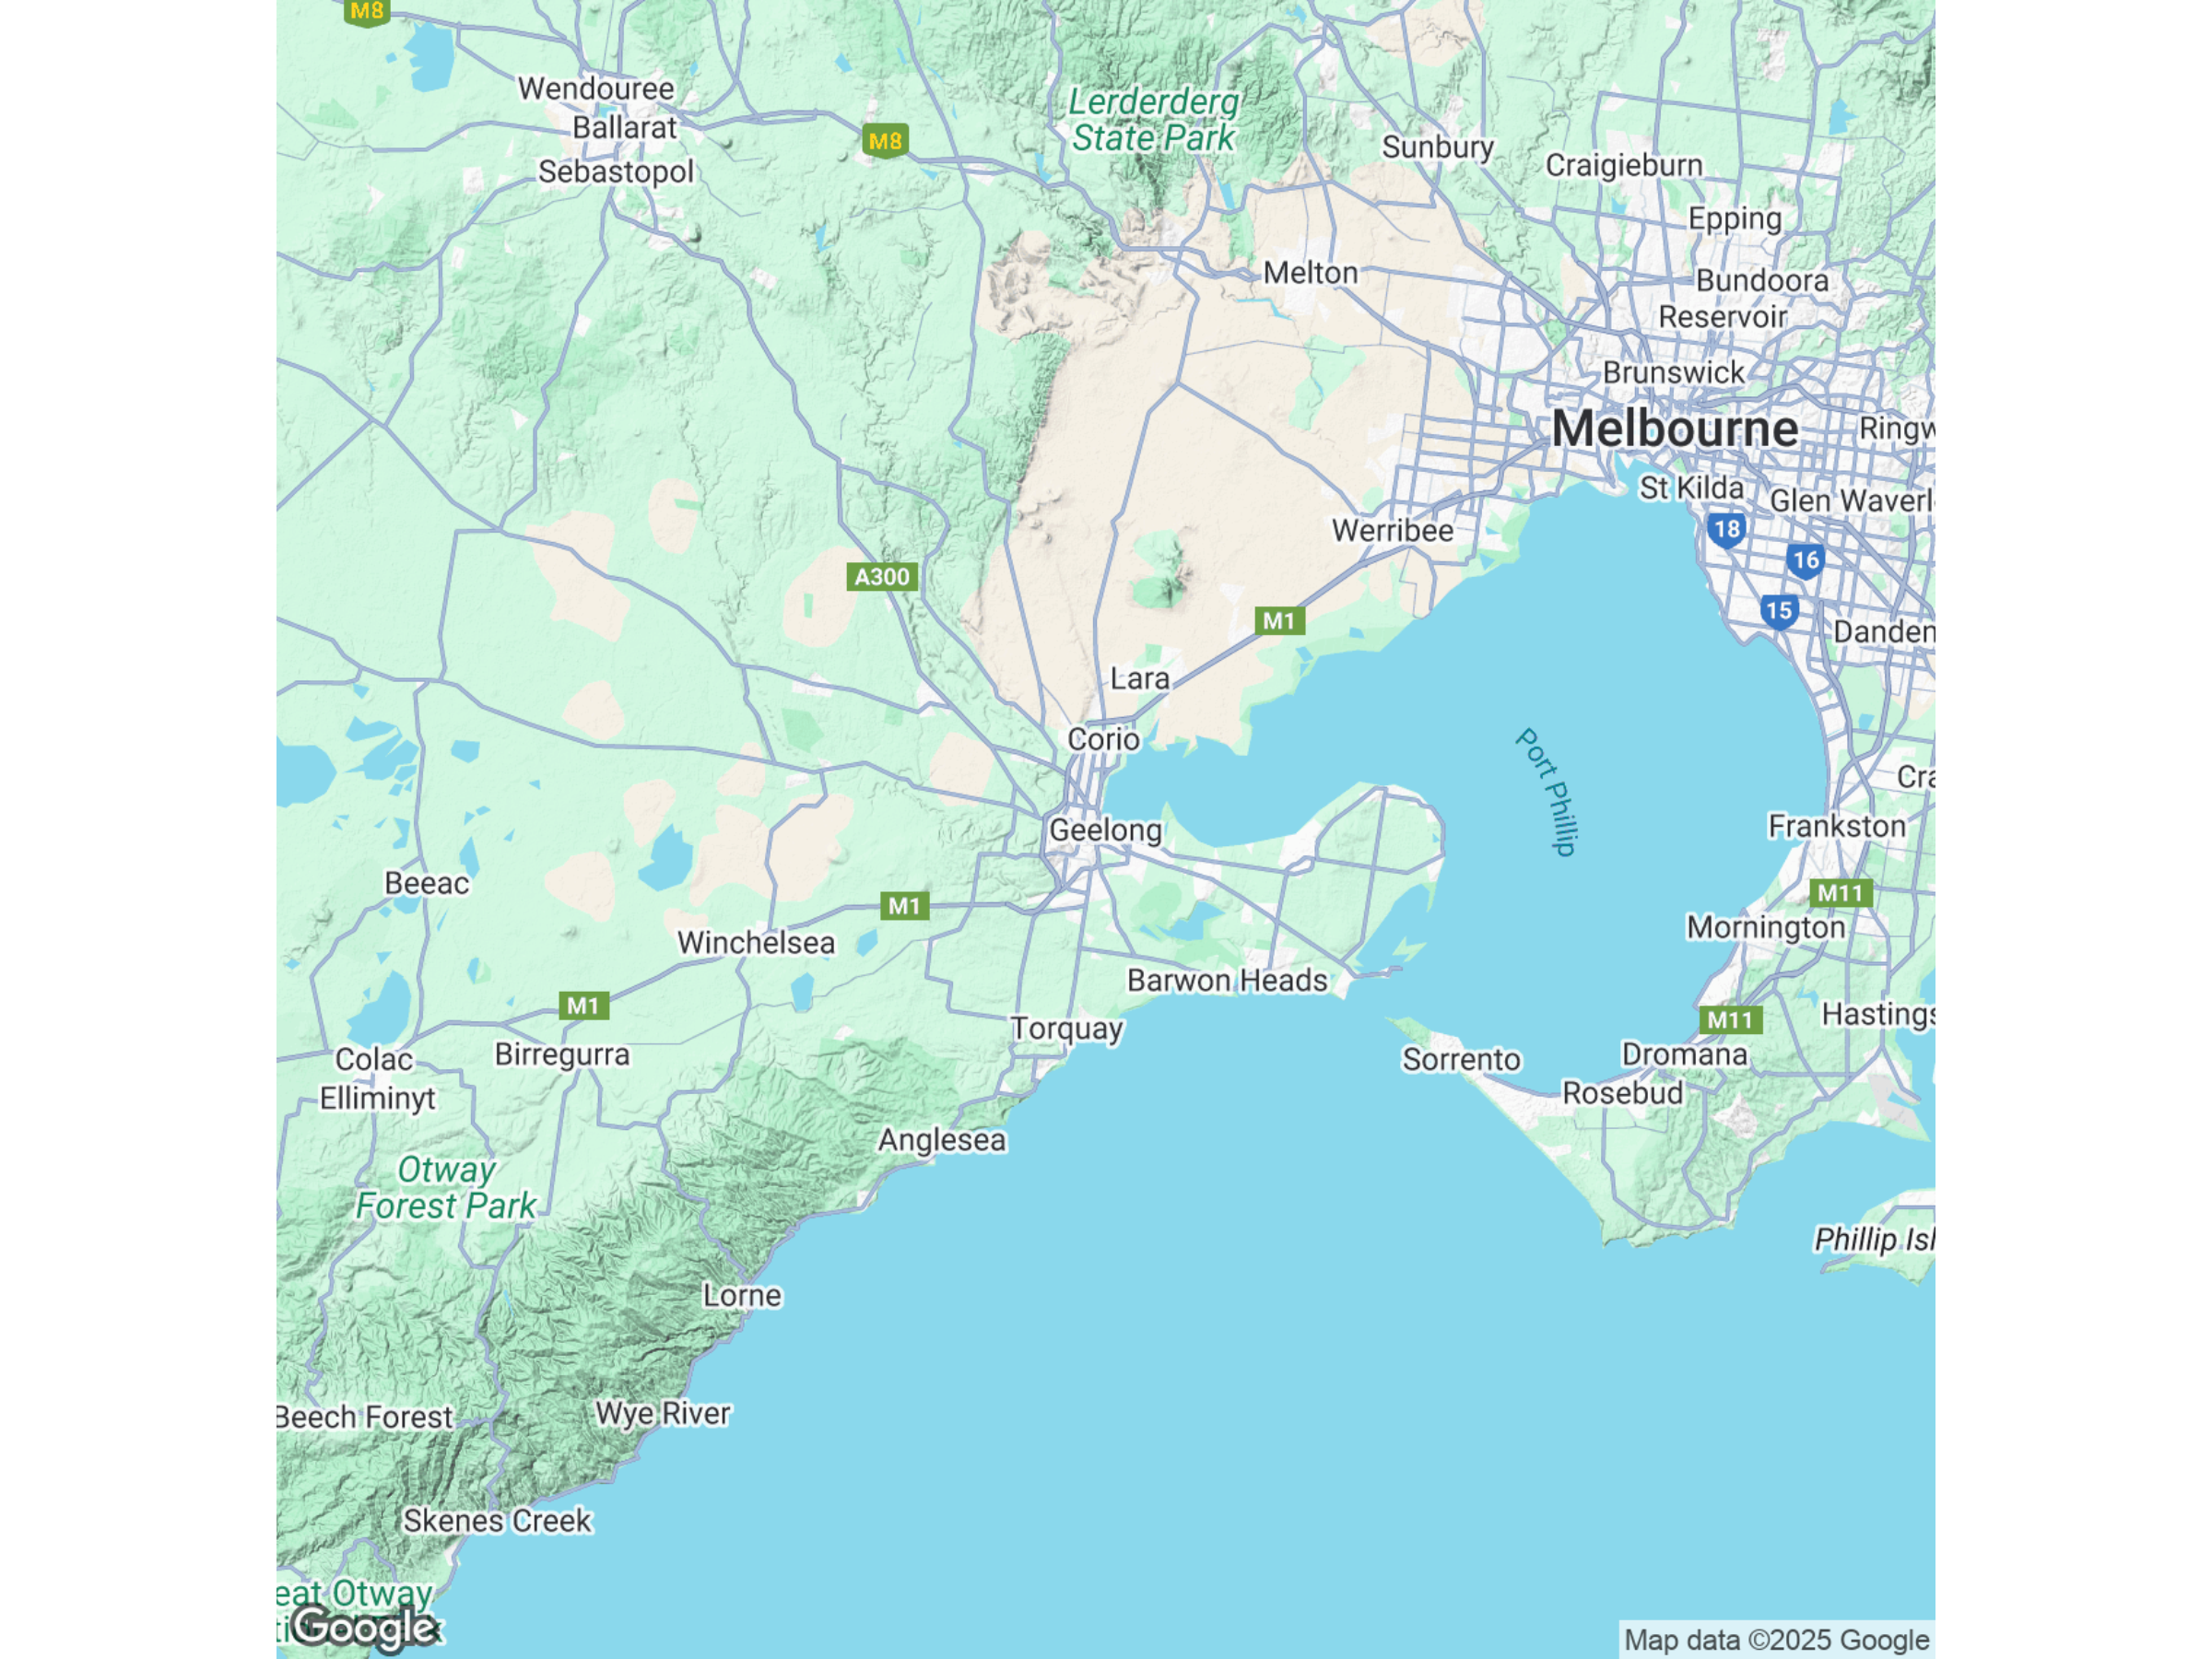 M8
Wendouree
Ballarat
Sebastopol
M8
Lerderderg
State Park
Sunbury
Craigieburn
Epping
Bundoora
Reservoir
Melton
Brunswick
Melbourne
Ringw
St Kilda
Glen Waverl
18
16
15
Werribee
A300
M1
Danden
Lara
Corio
Port Phillip
Cra
Geelong
Frankston
Beeac
M11
M1
Winchelsea
Mornington
Barwon Heads
M1
Hastings
M11
Torquay
Colac
Birregurra
Sorrento
Dromana
Elliminyt
Rosebud
Anglesea
Otway
Forest Park
Phillip Isl
Lorne
Beech Forest
Wye River
Skenes Creek
eat Otway
Google
Map data ©2025 Google